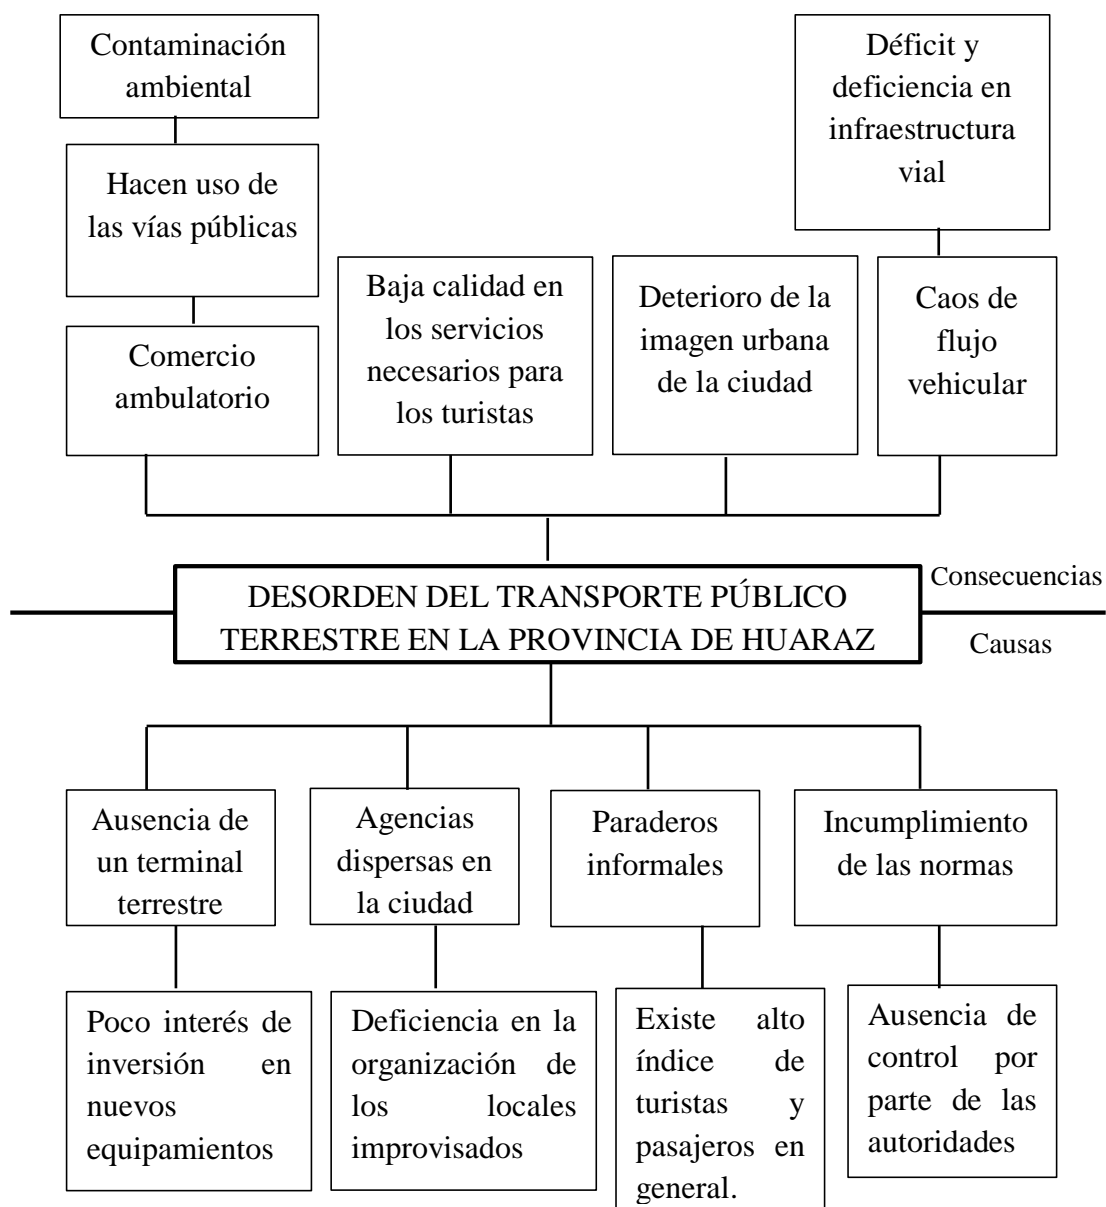 Contaminación
ambiental
Déficit y
deficiencia en
infraestructura
vial
Hacen uso de
las vías públicas
Comercio
ambulatorio
Baja calidad en
los servicios
necesarios para
los turistas
Deterioro de la
imagen urbana
de la ciudad
Caos de
flujo
vehicular
DESORDEN DEL TRANSPORTE PÚBLICO
TERRESTRE EN LA PROVINCIA DE HUARAZ
Consecuencias
Causas
Ausencia de
un terminal
terrestre
Agencias
dispersas en
la ciudad
Paraderos
informales
Incumplimiento
de las normas
Poco interés de
inversión en
nuevos
equipamientos
Deficiencia en la
organización de
los locales
improvisados
Existe alto
índice de
turistas y
pasajeros en
general.
Ausencia de
control por
parte de las
autoridades